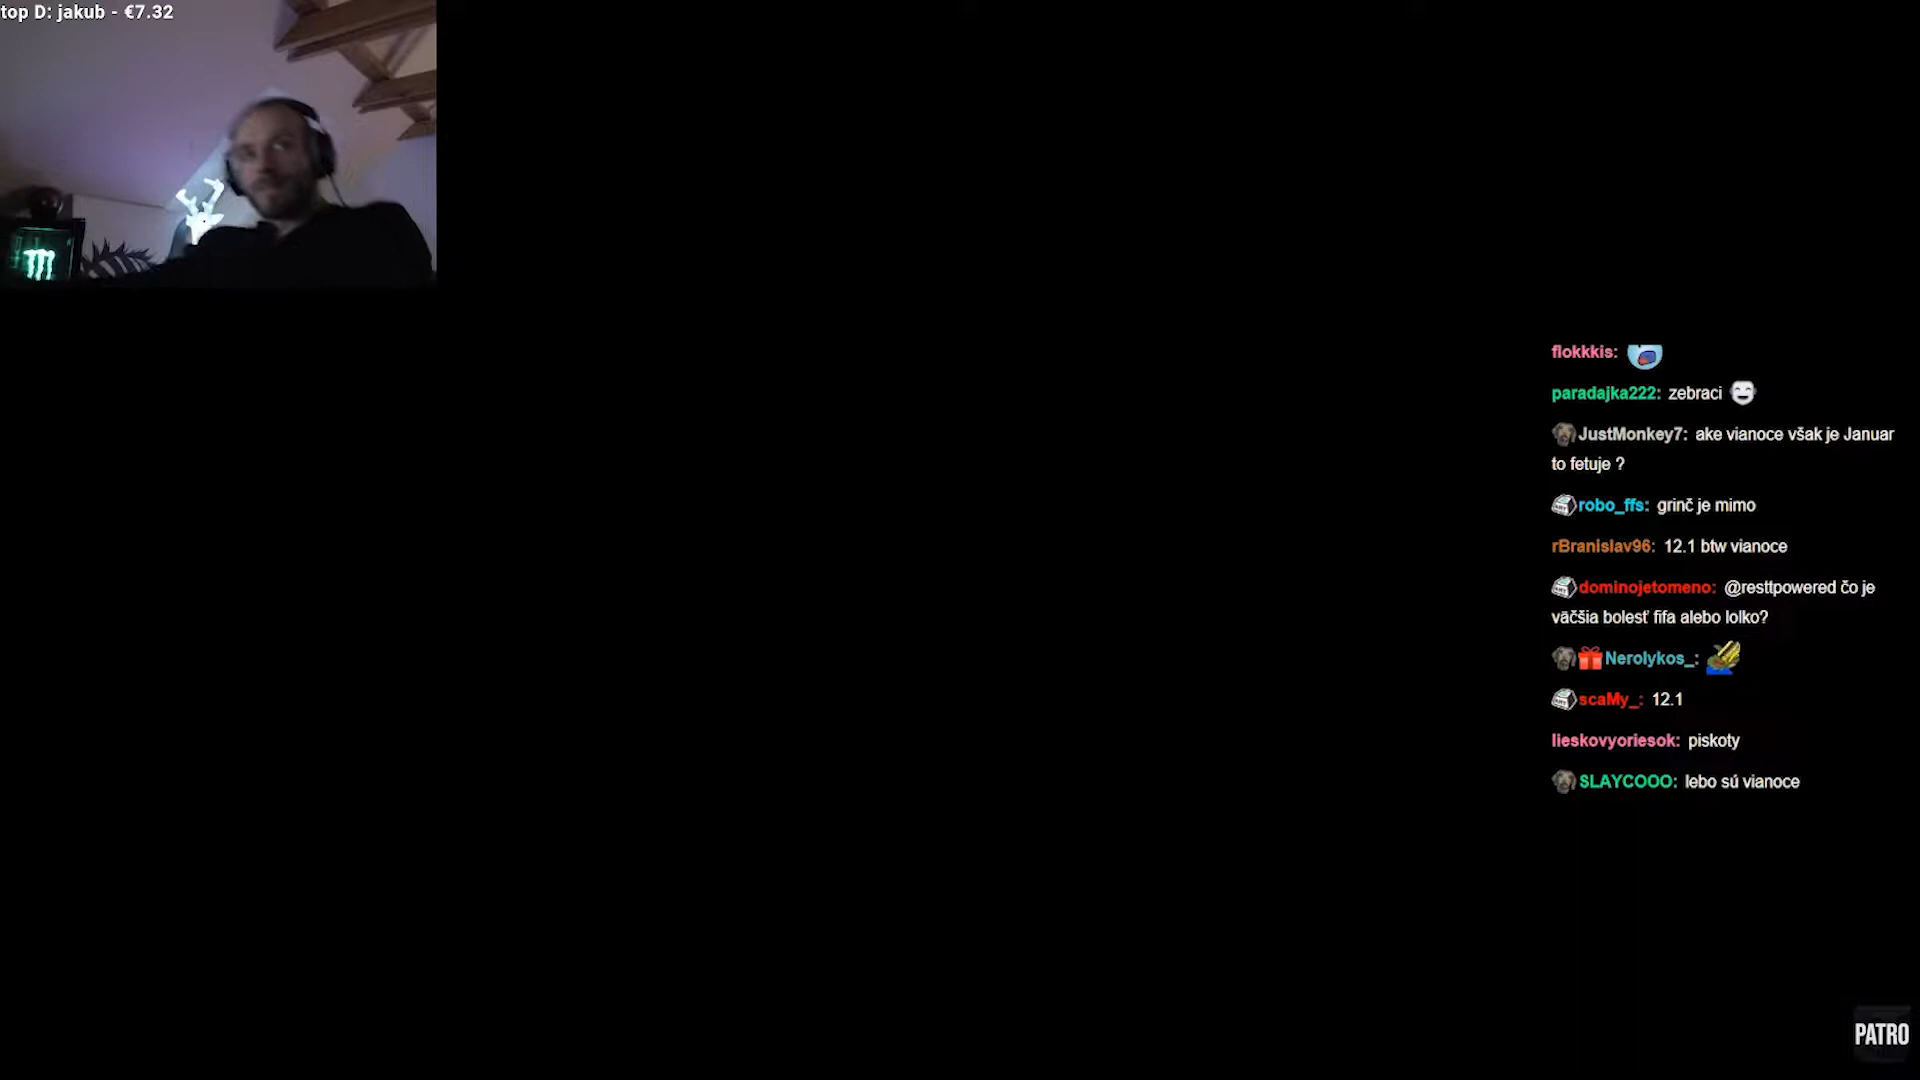 top D: jakub - €7.32
flokkkis:
paradajka222: zebraci
JustMonkey7: ake vianoce však je Januar
to fetuje ?
robo_ffs: grinč je mimo
rBranislav96: 12.1 btw vianoce
dominojetomeno: @resttpowered čo je
väčšia bolesť fifa alebo lolko?
Nerolykos_:
scaMy_: 12.1
lieskovyoriesok: piskoty
SLAYCOOO: lebo sú vianoce
PATRO